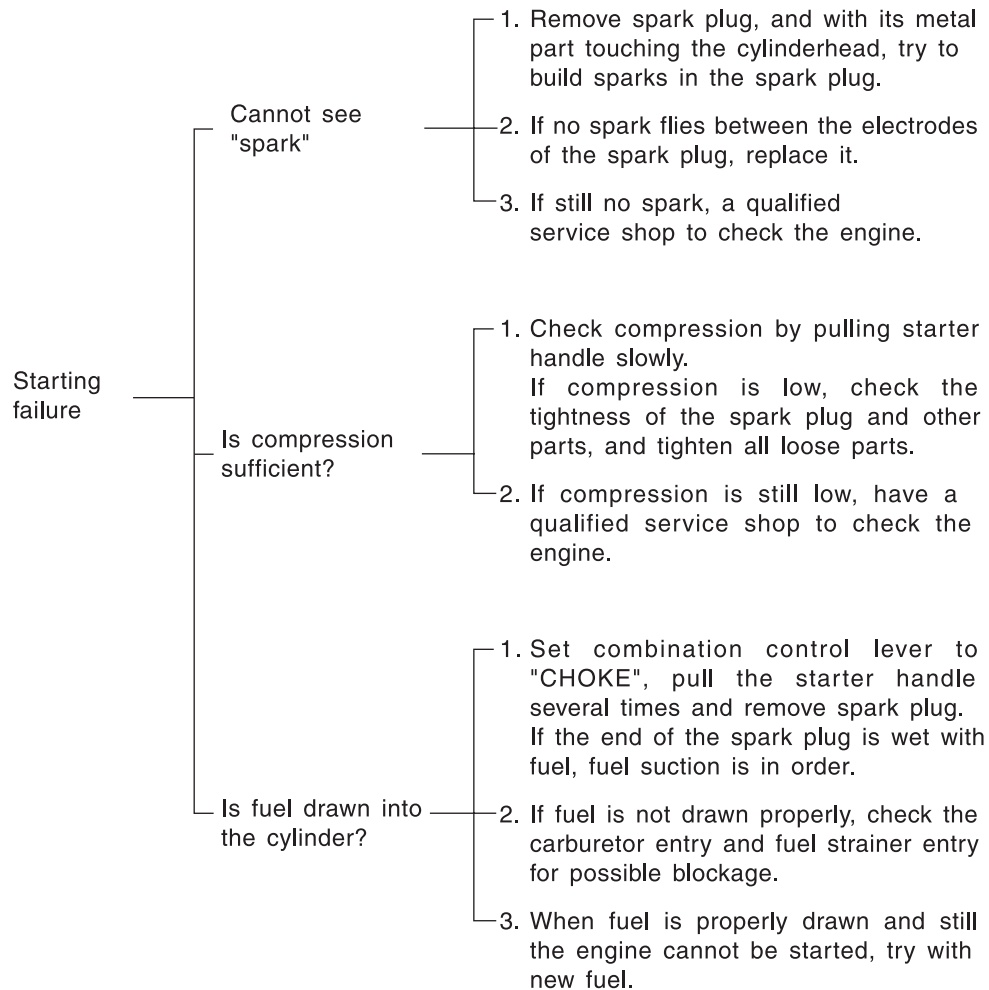 Starting
failure
Cannot see
"spark"
1. Remove spark plug, and with its metal
part touching the cylinderhead, try to
build sparks in the spark plug.
2. If no spark flies between the electrodes
of the spark plug, replace it.
3. If still no spark, a qualified
service shop to check the engine.
Is compression
sufficient?
1. Check compression by pulling starter
handle slowly.
If compression is low, check the
tightness of the spark plug and other
parts, and tighten all loose parts.
2. If compression is still low, have a
qualified service shop to check the
engine.
Is fuel drawn into
the cylinder?
1. Set combination control lever to
"CHOKE", pull the starter handle
several times and remove spark plug.
If the end of the spark plug is wet with
fuel, fuel suction is in order.
2. If fuel is not drawn properly, check the
carburetor entry and fuel strainer entry
for possible blockage.
3. When fuel is properly drawn and still
the engine cannot be started, try with
new fuel.